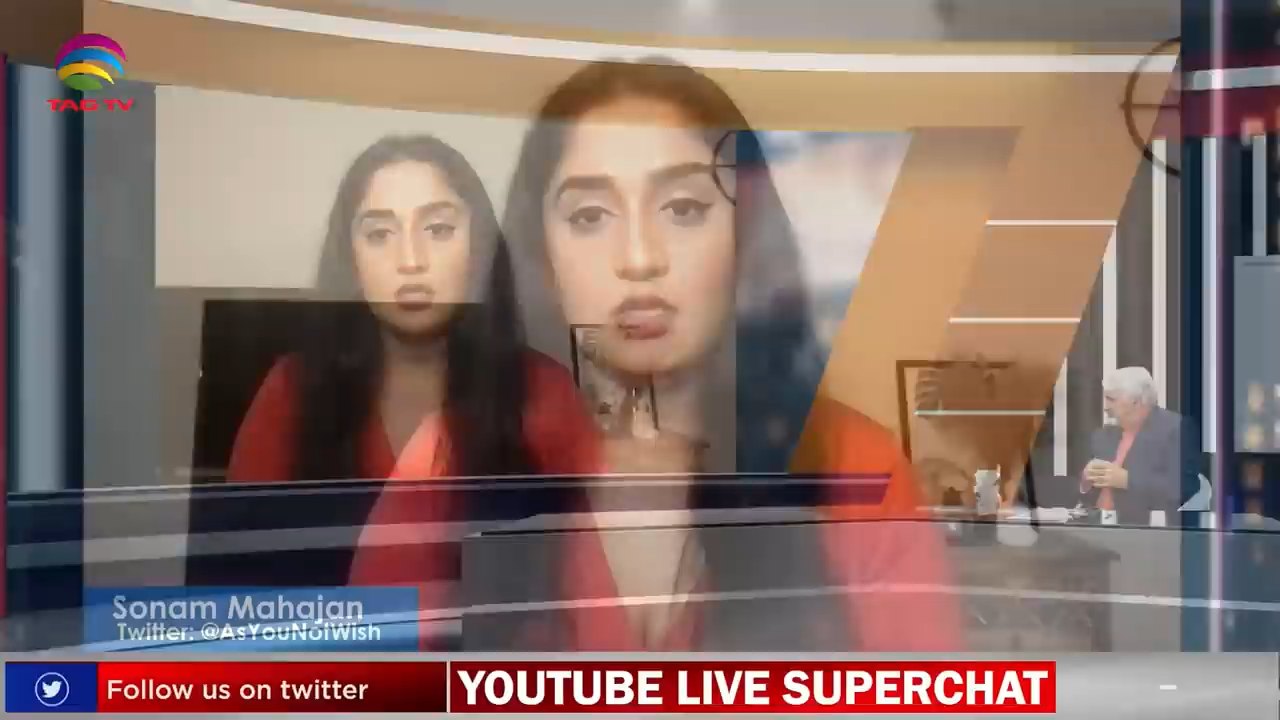 TAG TV
Sonam Mahajan
Twitter: @AsYouNotWish
Follow us on twitter
YOUTUBE LIVE SUPERCHAT